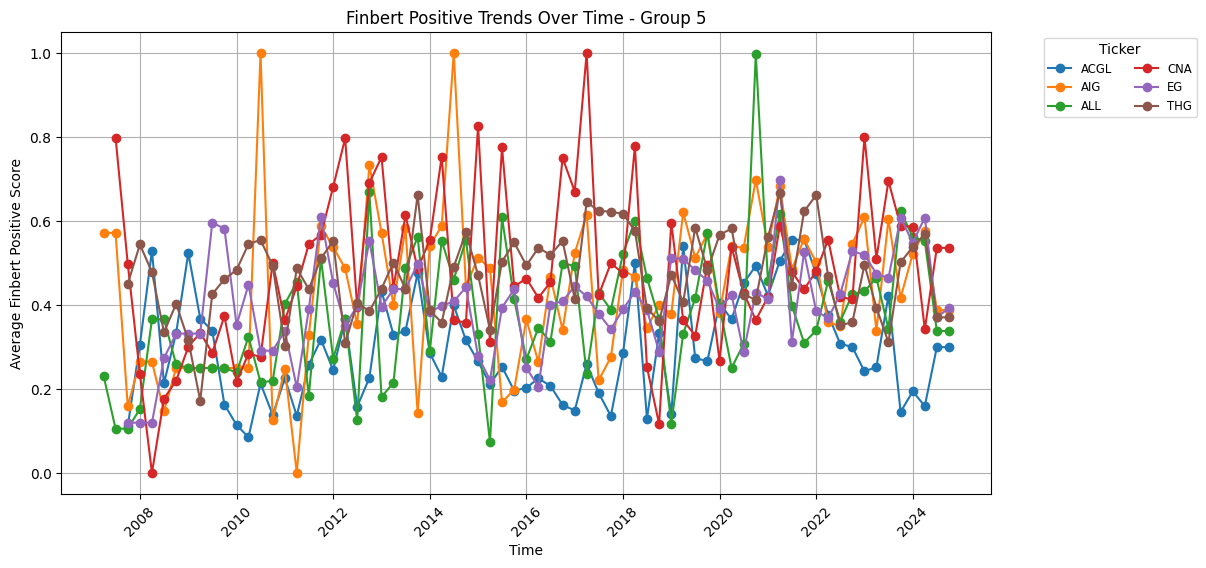 Finbert Positive Trends Over Time - Group 5
Average Finbert Positive Score
1.0
0.8
0.6
0.4
0.2
0.0
2008
2010
2012
2014
2016
2018
2020
2022
2024
Time
Ticker
ACGL
AIG
ALL
CNA
EG
THG